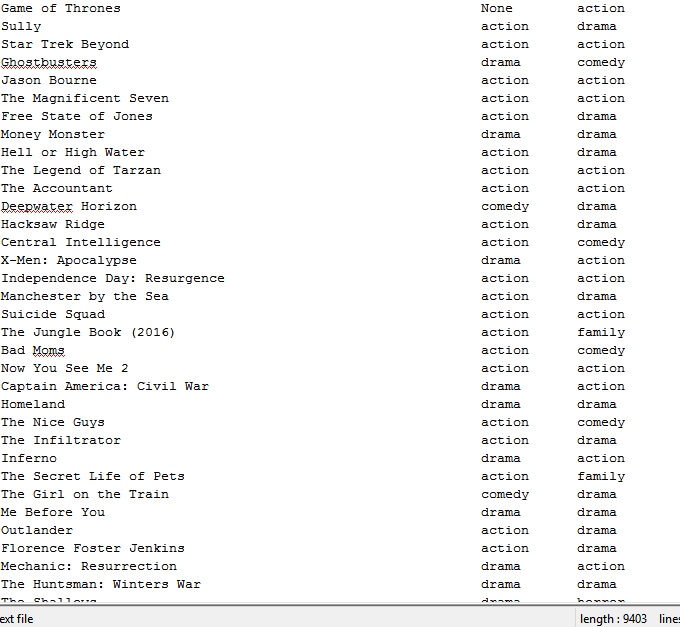 Game of Thrones None action
Sully action drama
Star Trek Beyond action action
Ghostbusters drama comedy
Jason Bourne action action
The Magnificent Seven action action
Free State of Jones action drama
Money Monster drama drama
Hell or High Water action drama
The Legend of Tarzan action action
The Accountant action action
Deepwater Horizon comedy drama
Hacksaw Ridge action drama
Central Intelligence action comedy
X-Men: Apocalypse drama action
Independence Day: Resurgence action action
Manchester by the Sea action drama
Suicide Squad action action
The Jungle Book (2016) action family
Bad Moms action comedy
Now You See Me 2 action action
Captain America: Civil War drama action
Homeland drama drama
The Nice Guys action comedy
The Infiltrator action drama
Inferno drama action
The Secret Life of Pets action family
The Girl on the Train comedy drama
Me Before You drama drama
Outlander action drama
Florence Foster Jenkins action drama
Mechanic: Resurrection drama action
The Huntsman: Winters War drama drama
The Shallows drama horror
ext file length : 9403 lines